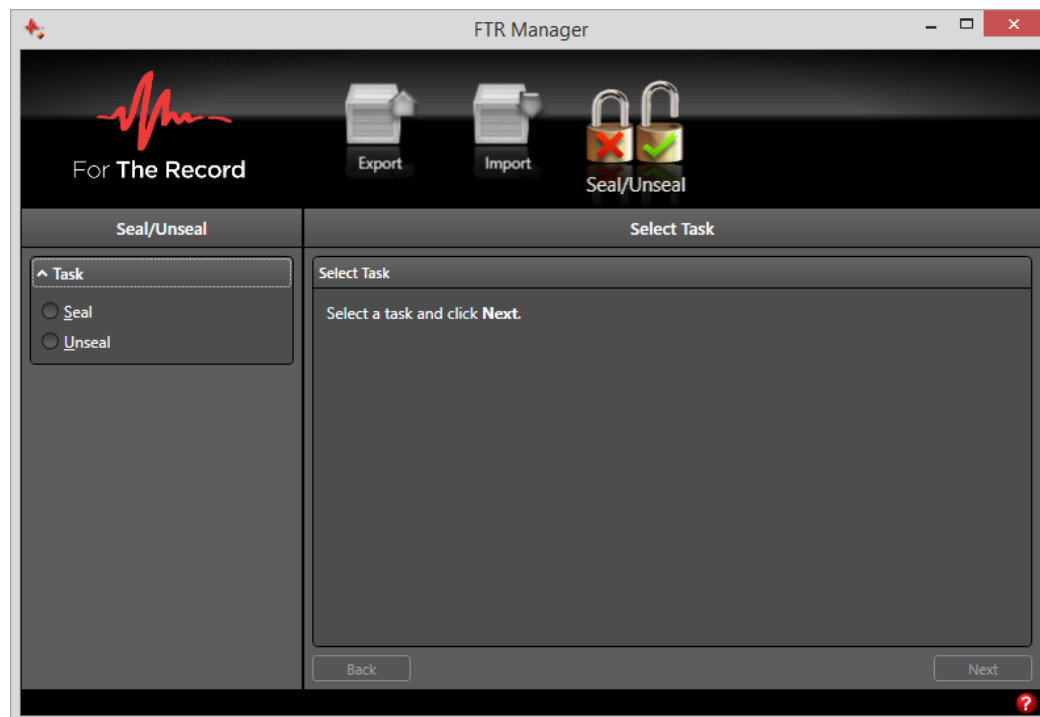 FTR Manager
For The Record
Export
Import
Seal/Unseal
Seal/Unseal
Select Task
Task
Seal
Unseal
Select Task
Select a task and click Next.
Back
Next
?